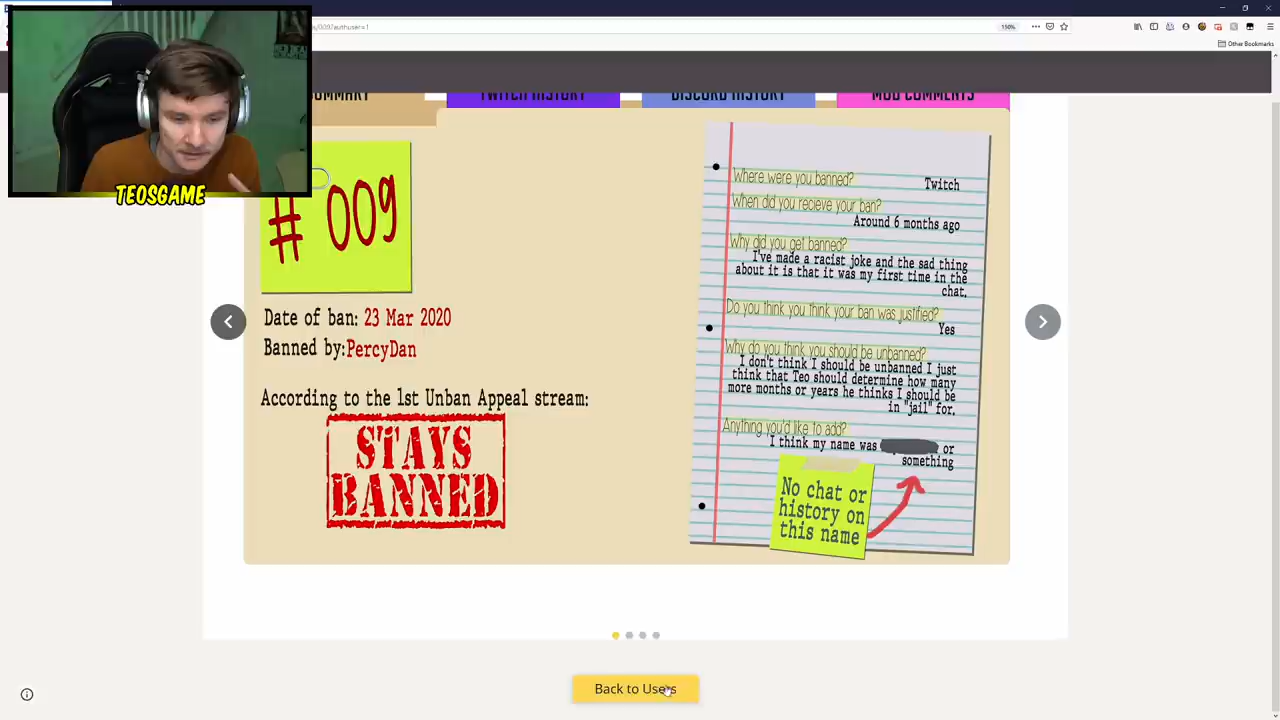 /009?authuser=1
150%
Other Bookmarks
SUMMARY
TWITCH HISTORY
DISCORD HISTORY
MOD COMMENTS
TEOSGAME
# 009
Date of ban: 23 Mar 2020
Banned by:PercyDan
According to the 1st Unban Appeal stream:
STAYS
BANNED
Where were you banned?
Twitch
When did you recieve your ban?
Around 6 months ago
Why did you get banned?
I've made a racist joke and the sad thing
about it is that it was my first time in the
chat.
Do you think you think your ban was justified?
Yes
Why do you think you should be unbanned?
I don't think I should be unbanned I just
think that Teo should determine how many
more months or years he thinks I should be
in "jail" for.
Anything you'd like to add?
I think my name was or
something
No chat or
history on
this name
Back to Users